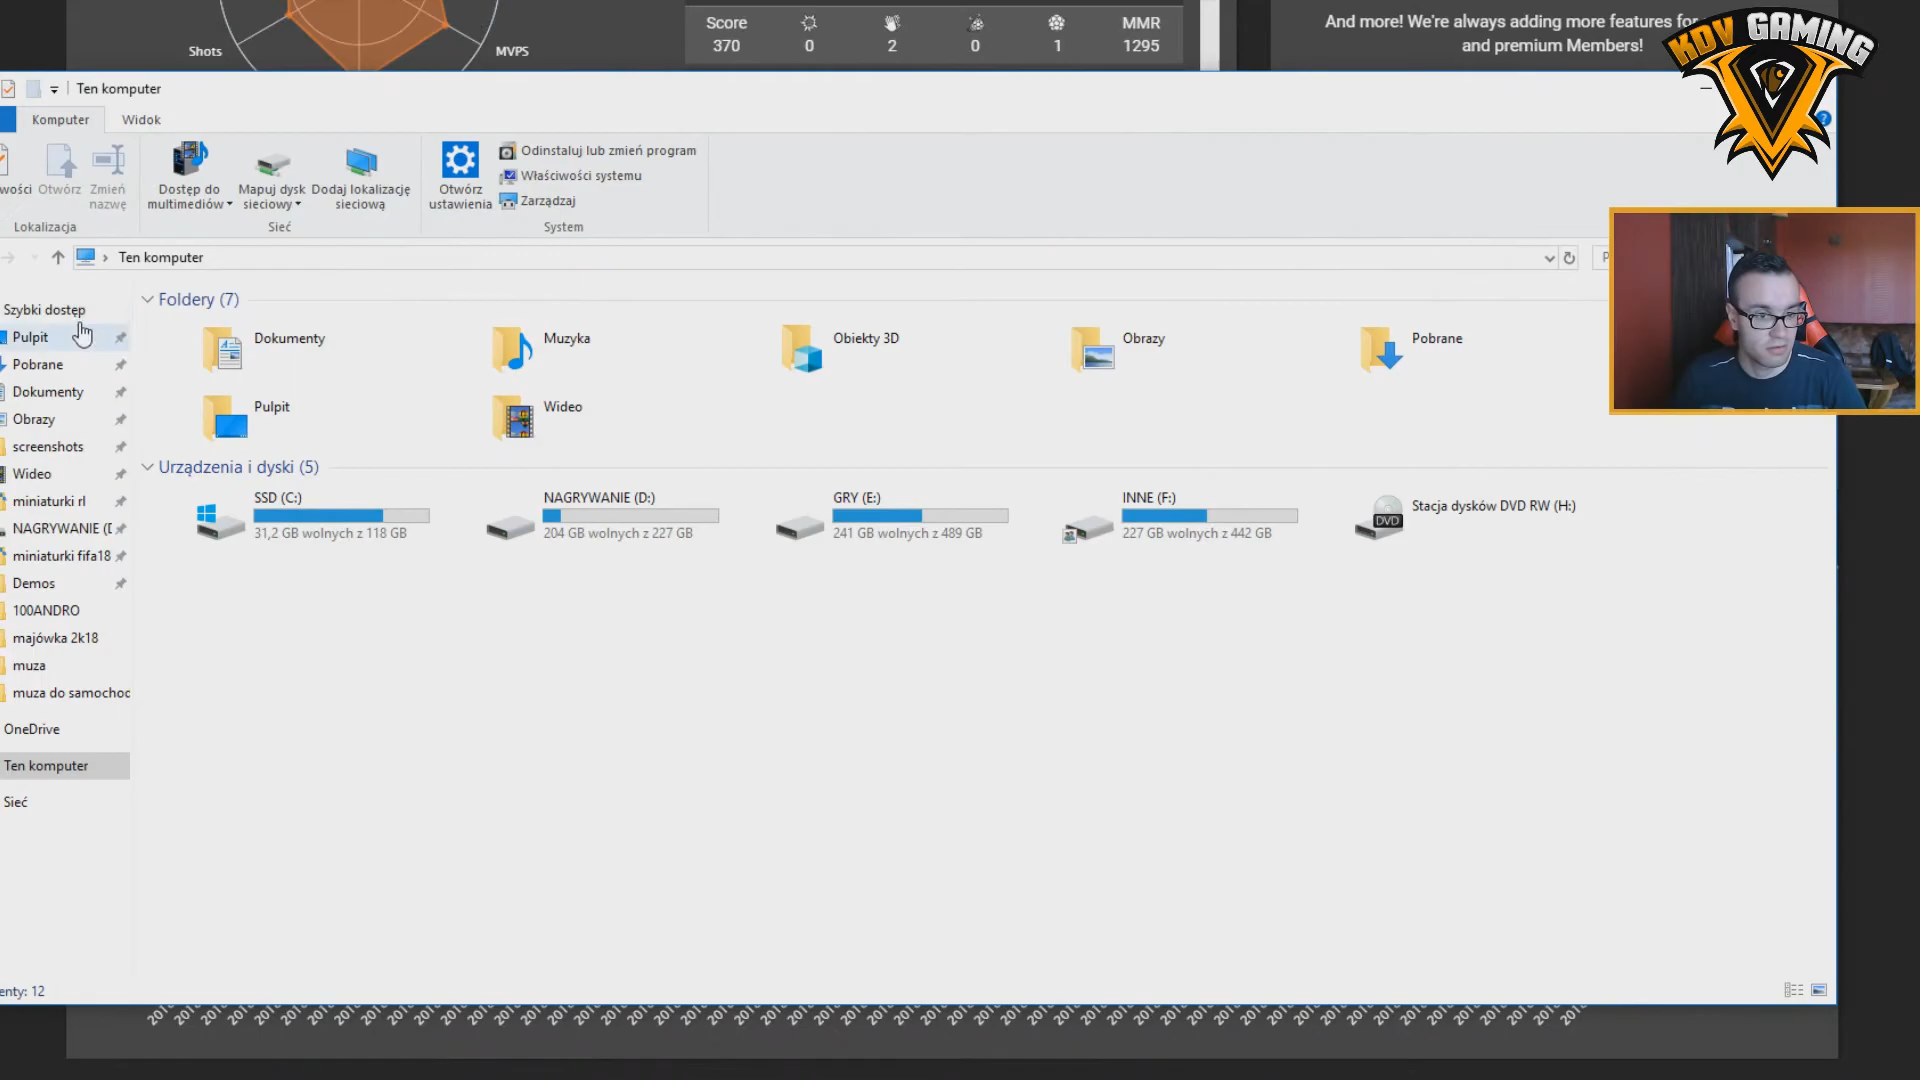 Shots
MVPS
Score
MMR
370
0
2
0
1
1295
And more! We're always adding more features for
and premium Members!
KDV GAMING
Ten komputer
Komputer
Widok
Otwórz
Zmień
nazwę
Lokalizacja
Dostęp do
multimediów
Mapuj dysk
sieciowy
Dodaj lokalizację
sieciową
Sieć
Otwórz
ustawienia
Odinstaluj lub zmień program
Właściwości systemu
Zarządzaj
System
Ten komputer
Szybki dostęp
Pulpit
Pobrane
Dokumenty
Obrazy
screenshots
Wideo
miniaturki rl
NAGRYWANIE (D
miniaturki fifa18
Demos
100ANDRO
majówka 2k18
muza
muza do samochod
OneDrive
Ten komputer
Sieć
Foldery (7)
Dokumenty
Muzyka
Obiekty 3D
Obrazy
Pobrane
Pulpit
Wideo
Urządzenia i dyski (5)
SSD (C:)
31,2 GB wolnych z 118 GB
NAGRYWANIE (D:)
204 GB wolnych z 227 GB
GRY (E:)
241 GB wolnych z 489 GB
INNE (F:)
227 GB wolnych z 442 GB
Stacja dysków DVD RW (H:)
DVD
enty: 12